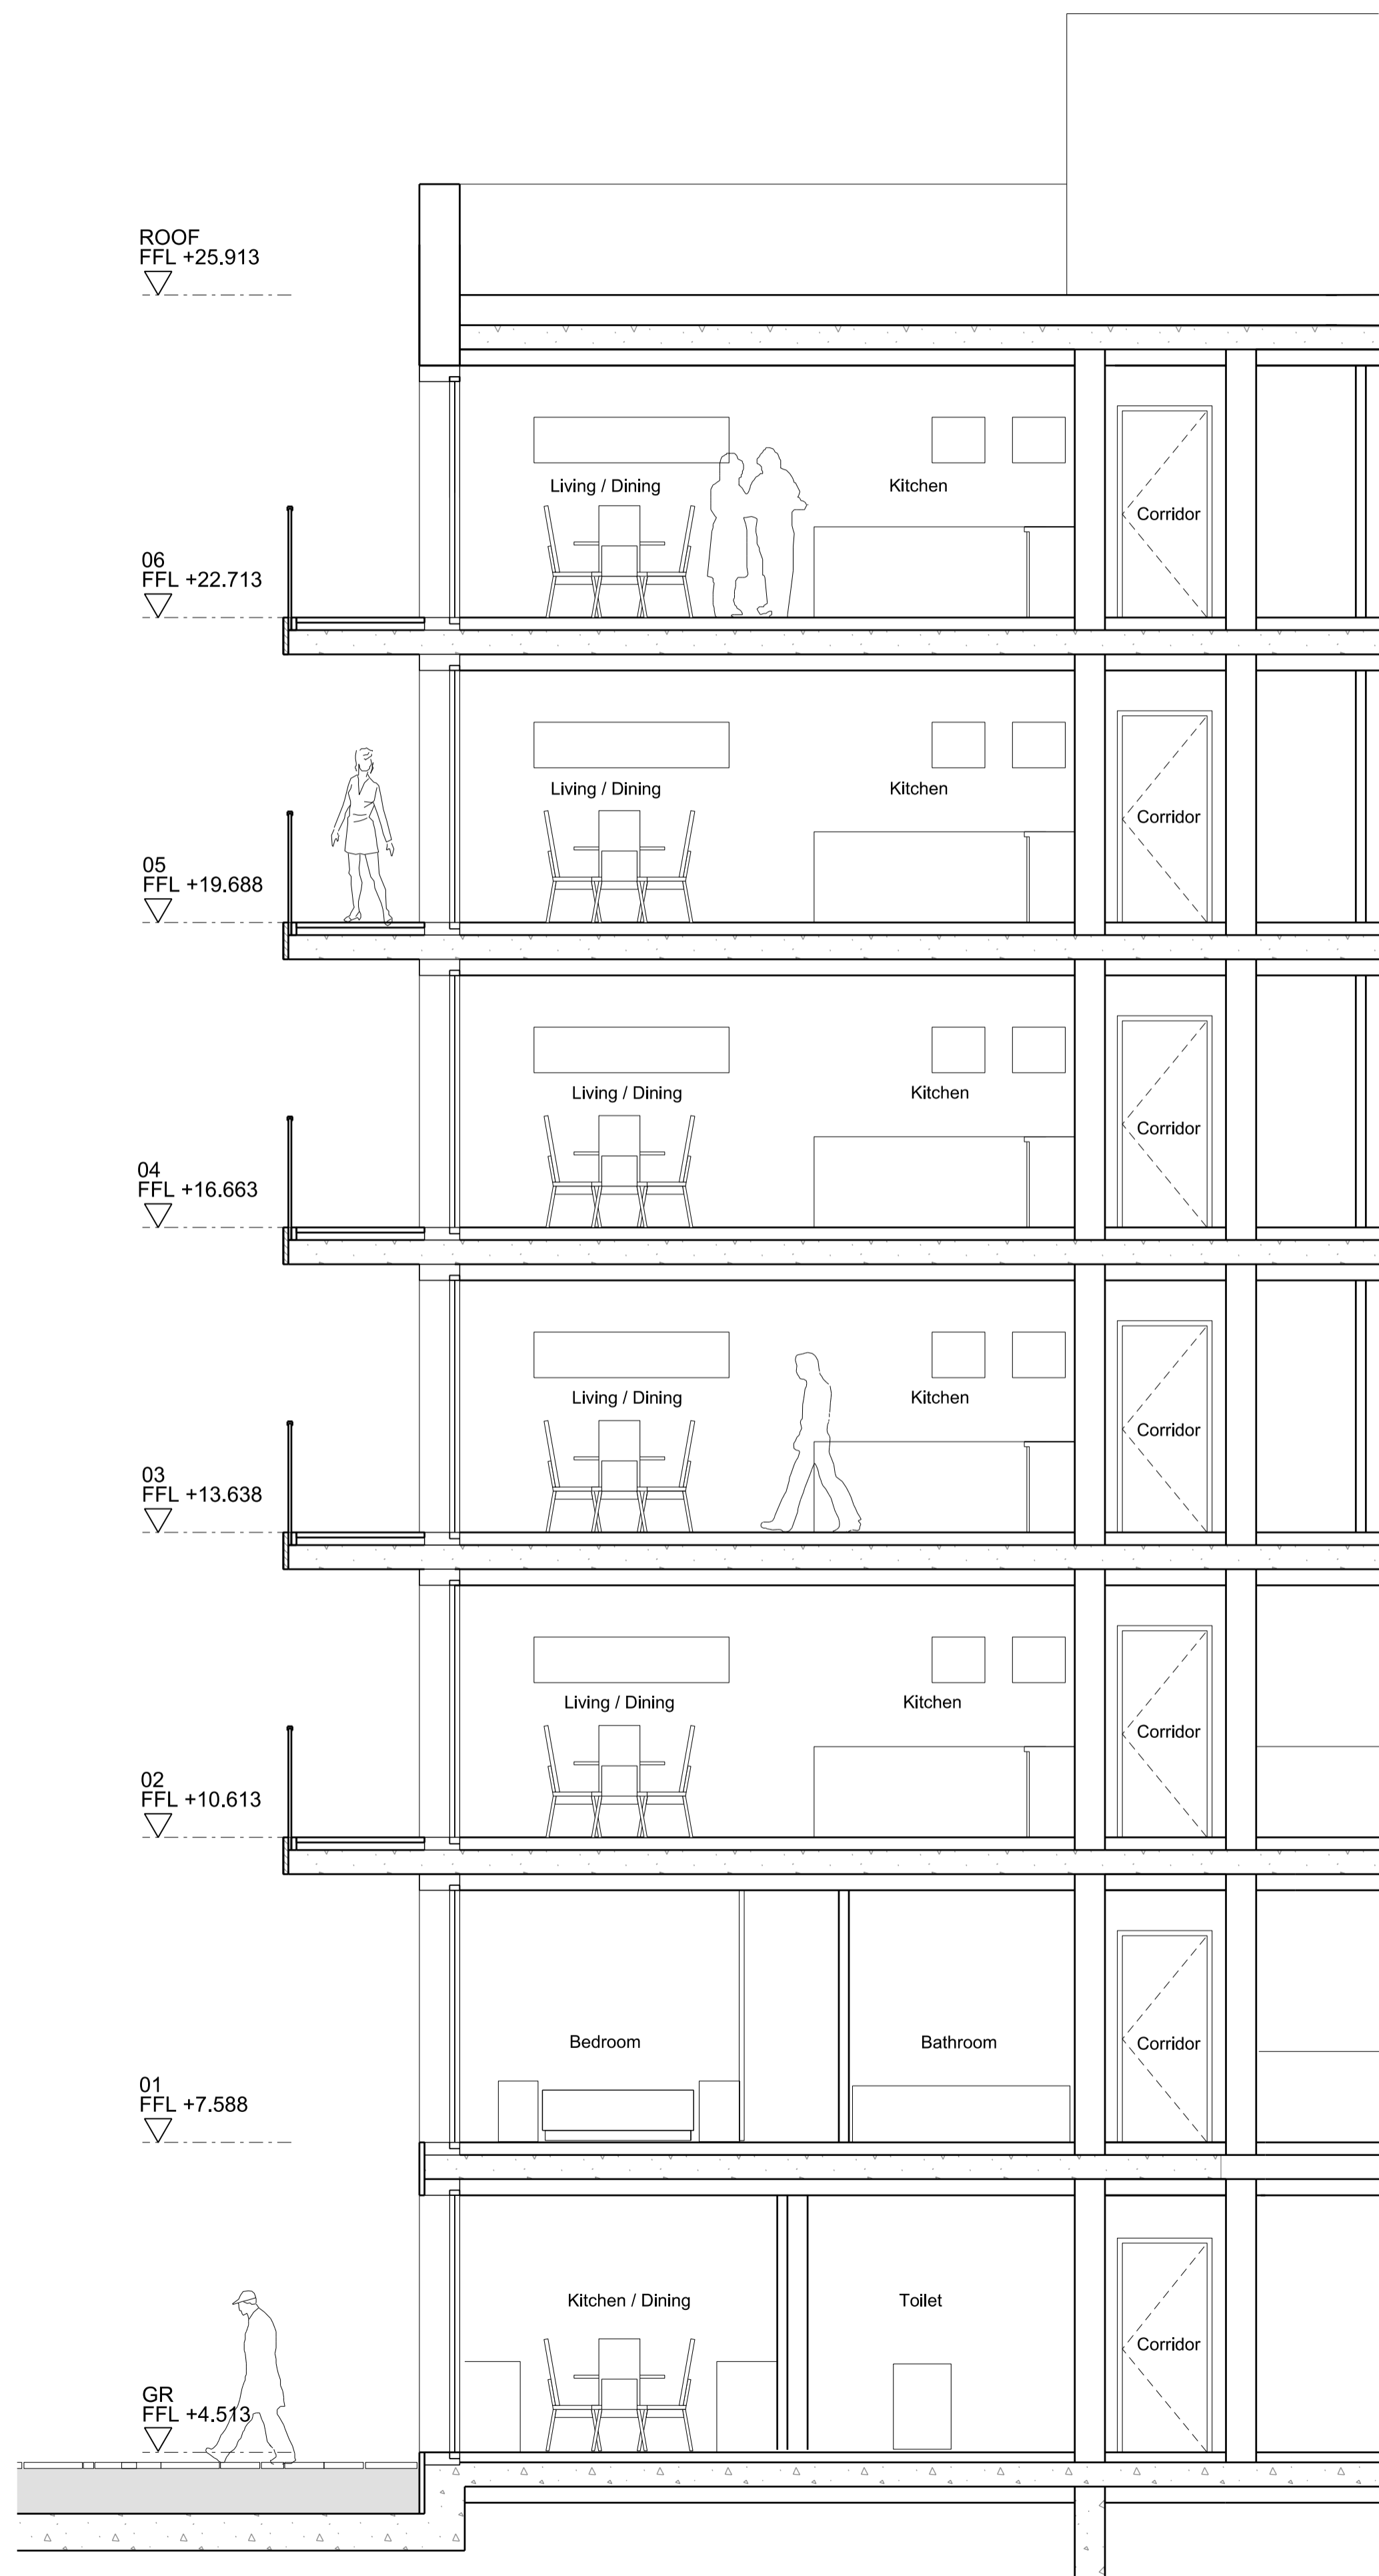 ROOF
FFL +25.913
Living / Dining
Kitchen
Corridor
06
FFL +22.713
Living / Dining
Kitchen
Corridor
05
FFL +19.688
Living / Dining
Kitchen
Corridor
04
FFL +16.663
Living / Dining
Kitchen
Corridor
03
FFL +13.638
Living / Dining
Kitchen
Corridor
02
FFL +10.613
Bedroom
Bathroom
Corridor
01
FFL +7.588
Kitchen / Dining
Toilet
Corridor
GR
FFL +4.513